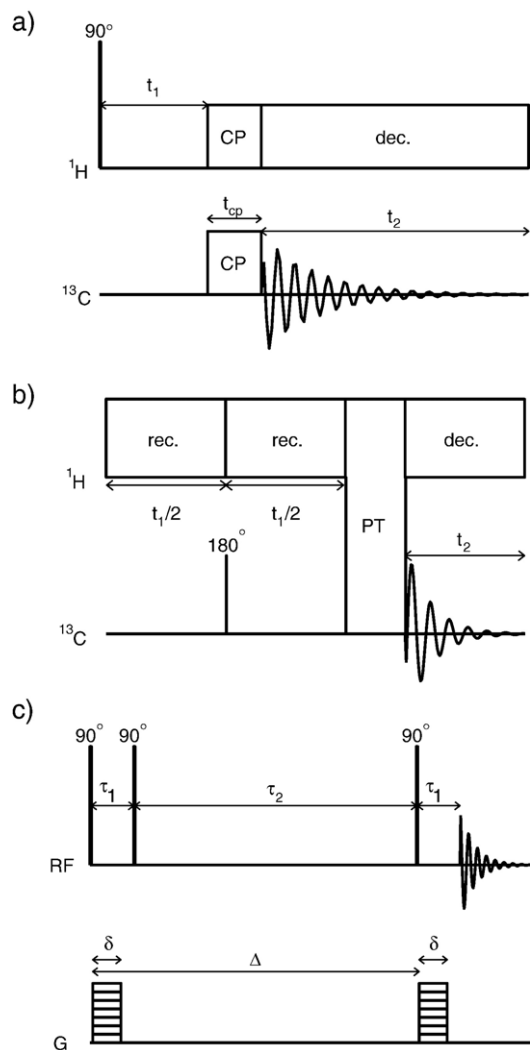 a)
90°
t₁
CP
dec.
¹H
t_cp
t₂
CP
¹³C
b)
rec.
rec.
dec.
¹H
t₁/2
t₁/2
PT
180°
t₂
¹³C
c)
90°
90°
90°
τ₁
τ₂
τ₁
RF
δ
Δ
δ
G